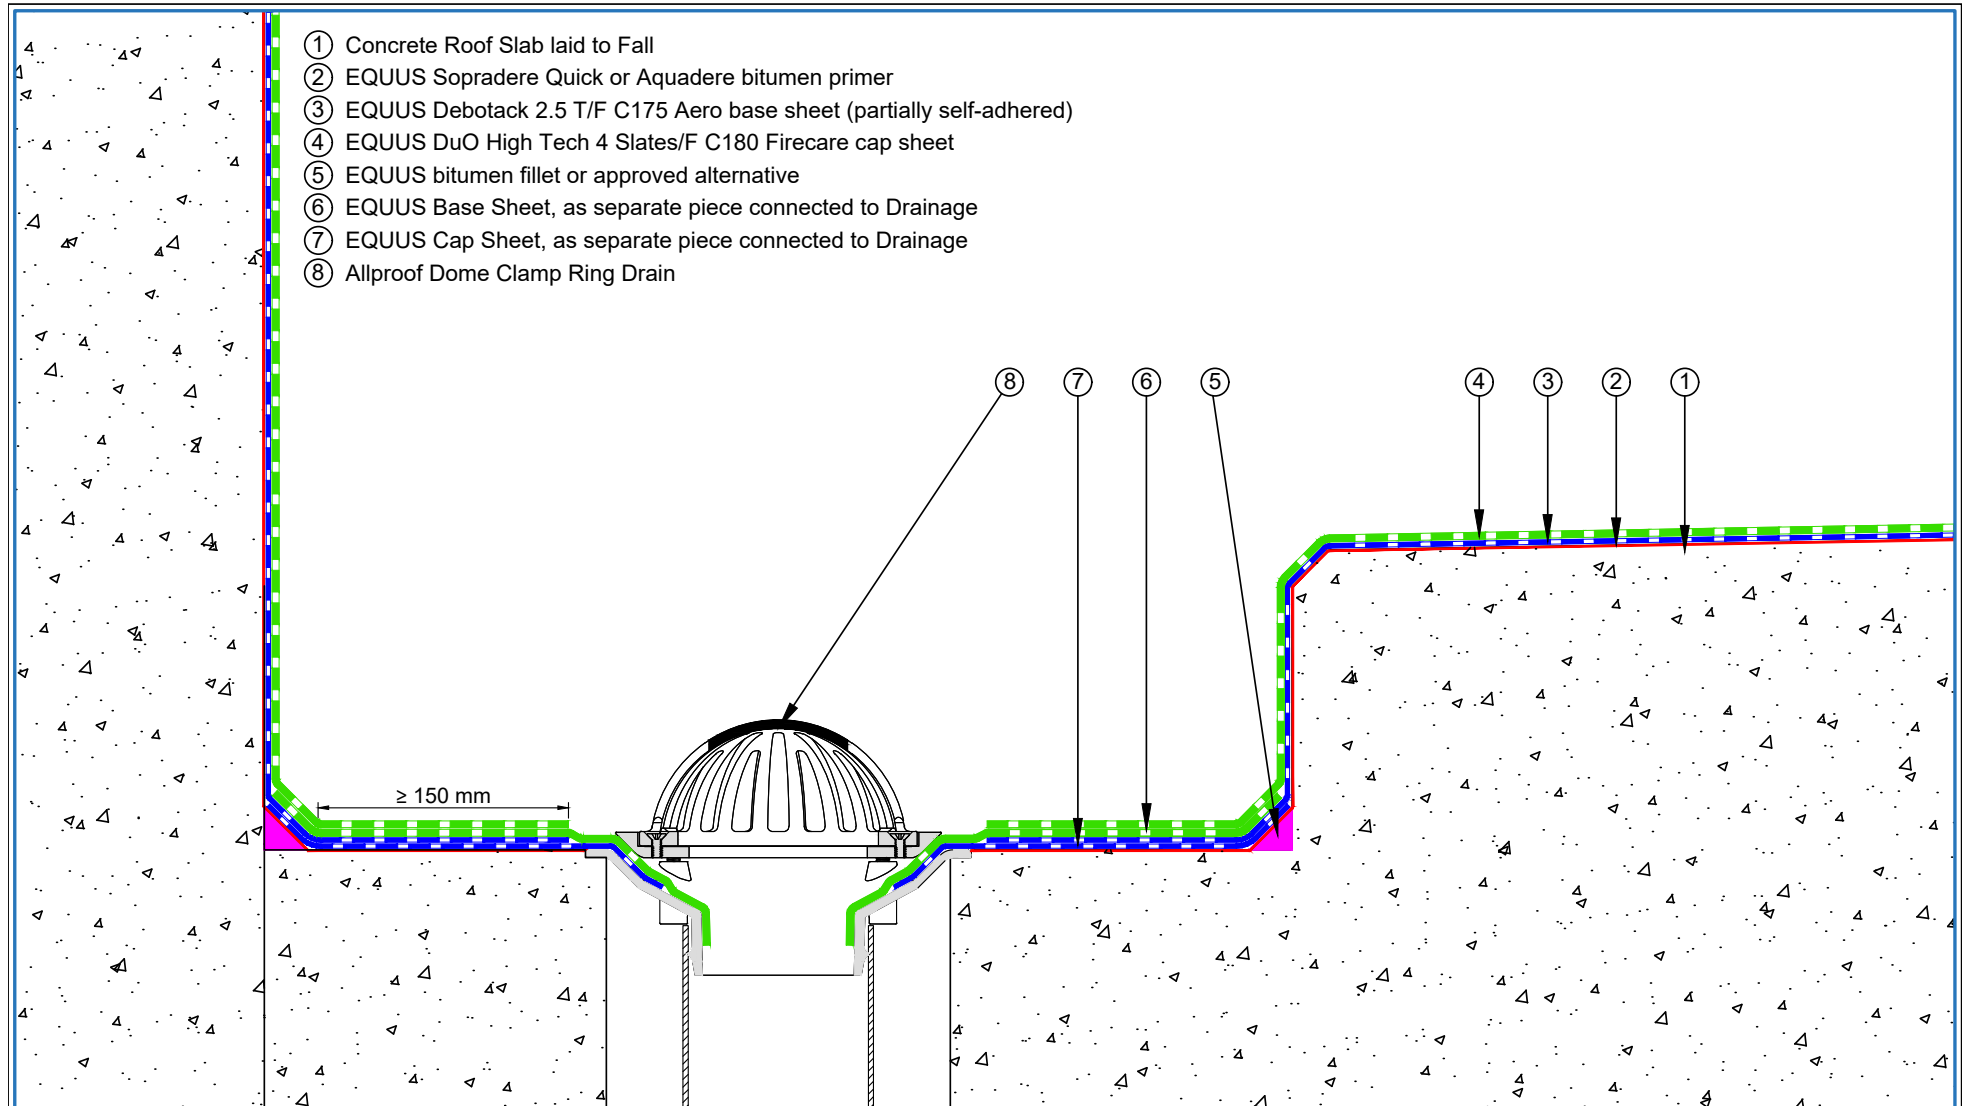 ① Concrete Roof Slab laid to Fall
② EQUUS Sopradere Quick or Aquadere bitumen primer
③ EQUUS Debotack 2.5 T/F C175 Aero base sheet (partially self-adhered)
④ EQUUS DuO High Tech 4 Slates/F C180 Firecare cap sheet
⑤ EQUUS bitumen fillet or approved alternative
⑥ EQUUS Base Sheet, as separate piece connected to Drainage
⑦ EQUUS Cap Sheet, as separate piece connected to Drainage
⑧ Allproof Dome Clamp Ring Drain
⑧ ⑦ ⑥ ⑤ ④ ③ ② ①
≥ 150 mm